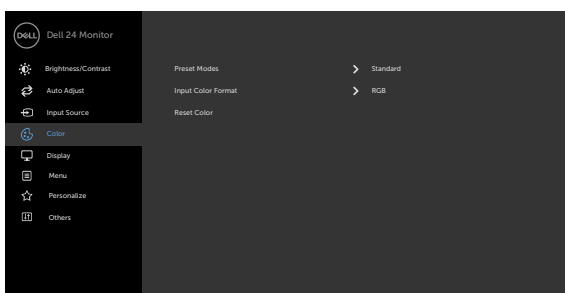 DELL Dell 24 Monitor
Brightness/Contrast
Auto Adjust
Input Source
Color
Display
Menu
Personalize
Others
Preset Modes Standard
Input Color Format RGB
Reset Color